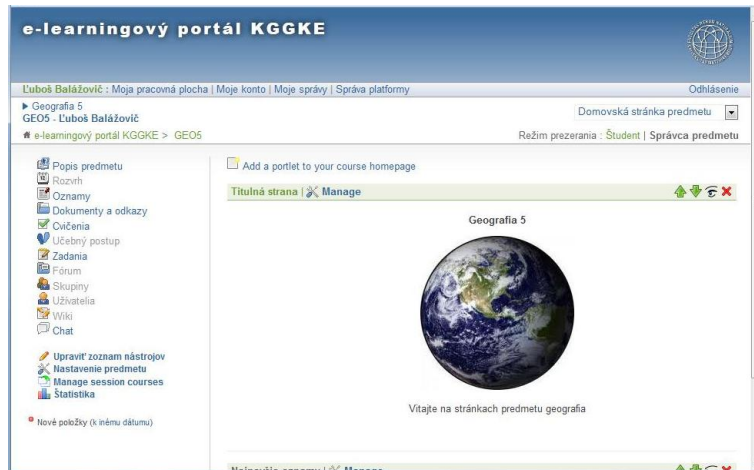 e-learningový portál KGGKE
Ľuboš Balážovič : Moja pracovná plocha | Moje konto | Moje správy | Správa platformy
Odhlásenie
Geografia 5
GEO5 - Ľuboš Balážovič
Domovská stránka predmetu
e-learningový portál KGGKE > GEO5
Režim prezerania : Študent | Správca predmetu
Popis predmetu
Rozvrh
Oznamy
Dokumenty a odkazy
Cvičenia
Učebný postup
Zadania
Fórum
Skupiny
Užívatelia
Wiki
Chat
Upraviť zoznam nástrojov
Nastavenie predmetu
Manage session courses
Štatistika
Nové položky (k inému dátumu)
Add a portlet to your course homepage
Titulná strana | Manage
Geografia 5
Vitajte na stránkach predmetu geografia
Najnovšie oznamy | Manage